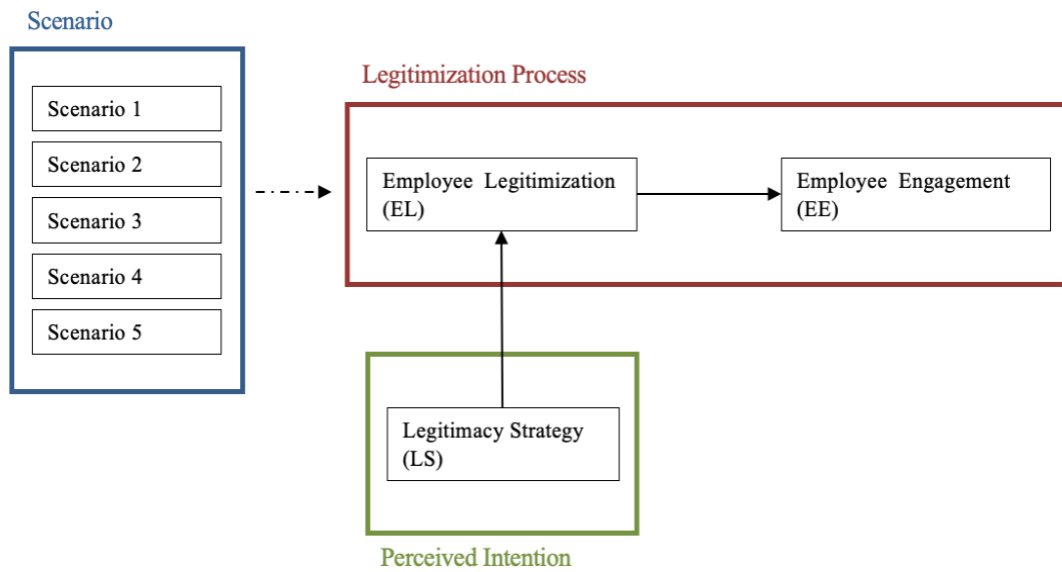 Scenario
Scenario 1
Scenario 2
Scenario 3
Scenario 4
Scenario 5
Legitimization Process
Employee Legitimization
(EL)
Employee Engagement
(EE)
Legitimacy Strategy
(LS)
Perceived Intention